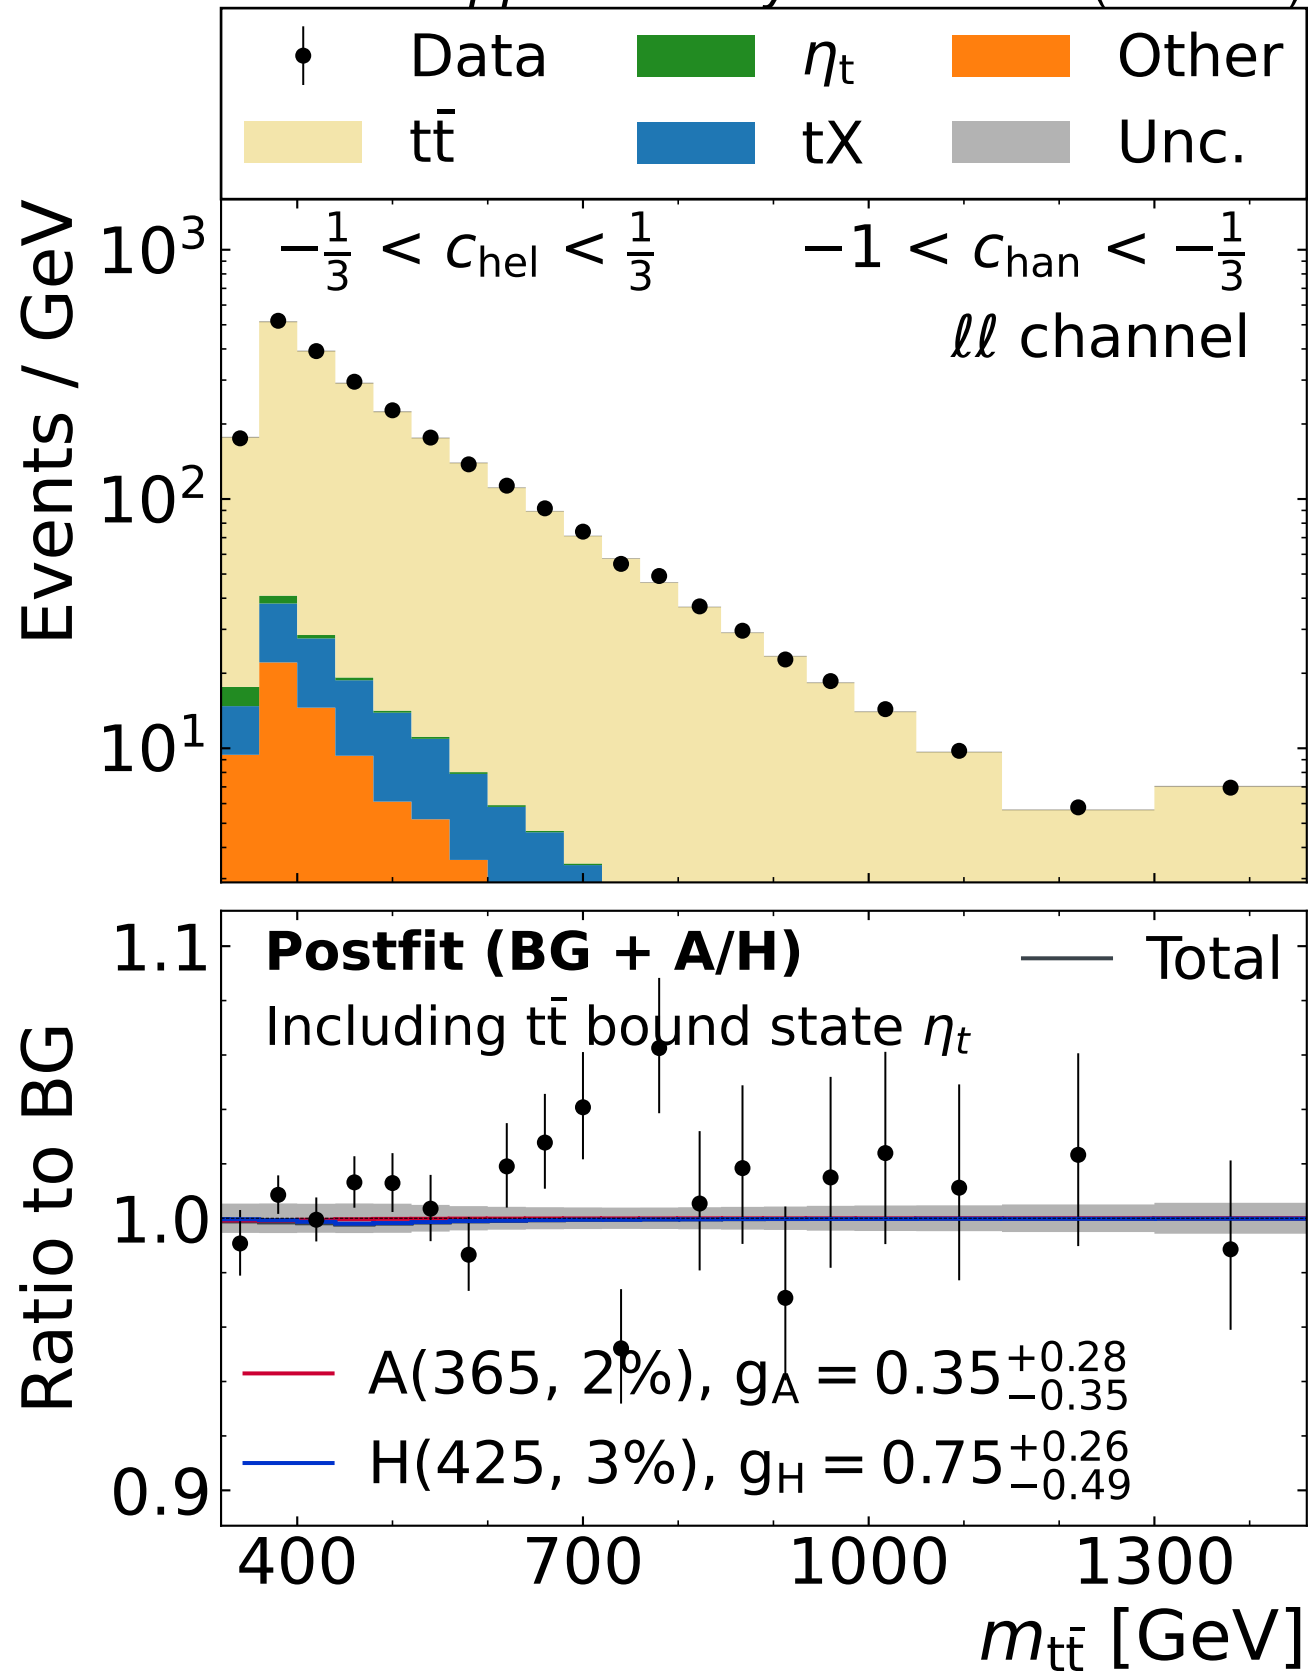 Data η_t Other
tt̄ tX Unc.
−1/3 < c_hel < 1/3 −1 < c_han < −1/3
ℓℓ channel
Events / GeV
10^3
10^2
10^1
Postfit (BG + A/H) Total
Including tt̄ bound state η_t
Ratio to BG
1.1
1.0
0.9
A(365, 2%), g_A = 0.35 +0.28 −0.35
H(425, 3%), g_H = 0.75 +0.26 −0.49
400 700 1000 1300
m_tt̄ [GeV]